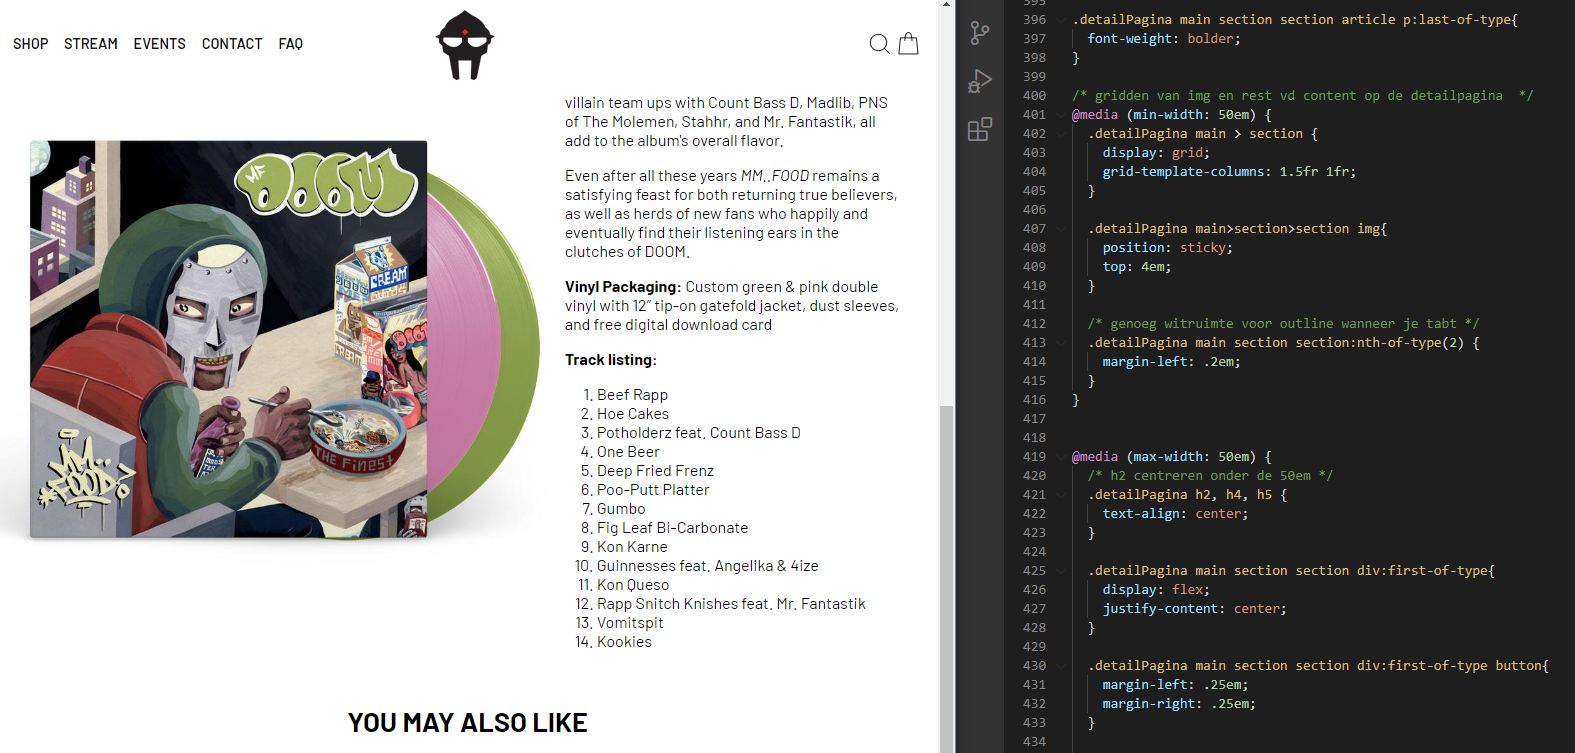 SHOP STREAM EVENTS CONTACT FAQ
villain team ups with Count Bass D, Madlib, PNS
of The Molemen, Stahhr, and Mr. Fantastik, all
add to the album's overall flavor.
Even after all these years MM..FOOD remains a
satisfying feast for both returning true believers,
as well as herds of new fans who happily and
eventually find their listening ears in the
clutches of DOOM.
Vinyl Packaging: Custom green & pink double
vinyl with 12” tip-on gatefold jacket, dust sleeves,
and free digital download card
Track listing:
1. Beef Rapp
2. Hoe Cakes
3. Potholderz feat. Count Bass D
4. One Beer
5. Deep Fried Frenz
6. Poo-Putt Platter
7. Gumbo
8. Fig Leaf Bi-Carbonate
9. Kon Karne
10. Guinnesses feat. Angelika & 4ize
11. Kon Queso
12. Rapp Snitch Knishes feat. Mr. Fantastik
13. Vomitspit
14. Kookies
MF
DOOM
CREAM
CREAM
THE FINEST
MM..
FOOD?
YOU MAY ALSO LIKE
395
396 .detailPagina main section section article p:last-of-type{
397 font-weight: bolder;
398 }
399
400 /* gridden van img en rest vd content op de detailpagina  */
401 @media (min-width: 50em) {
402 .detailPagina main > section {
403 display: grid;
404 grid-template-columns: 1.5fr 1fr;
405 }
406
407 .detailPagina main>section>section img{
408 position: sticky;
409 top: 4em;
410 }
411
412 /* genoeg witruimte voor outline wanneer je tabt */
413 .detailPagina main section section:nth-of-type(2) {
414 margin-left: .2em;
415 }
416 }
417
418
419 @media (max-width: 50em) {
420 /* h2 centreren onder de 50em */
421 .detailPagina h2, h4, h5 {
422 text-align: center;
423 }
424
425 .detailPagina main section section div:first-of-type{
426 display: flex;
427 justify-content: center;
428 }
429
430 .detailPagina main section section div:first-of-type button{
431 margin-left: .25em;
432 margin-right: .25em;
433 }
434